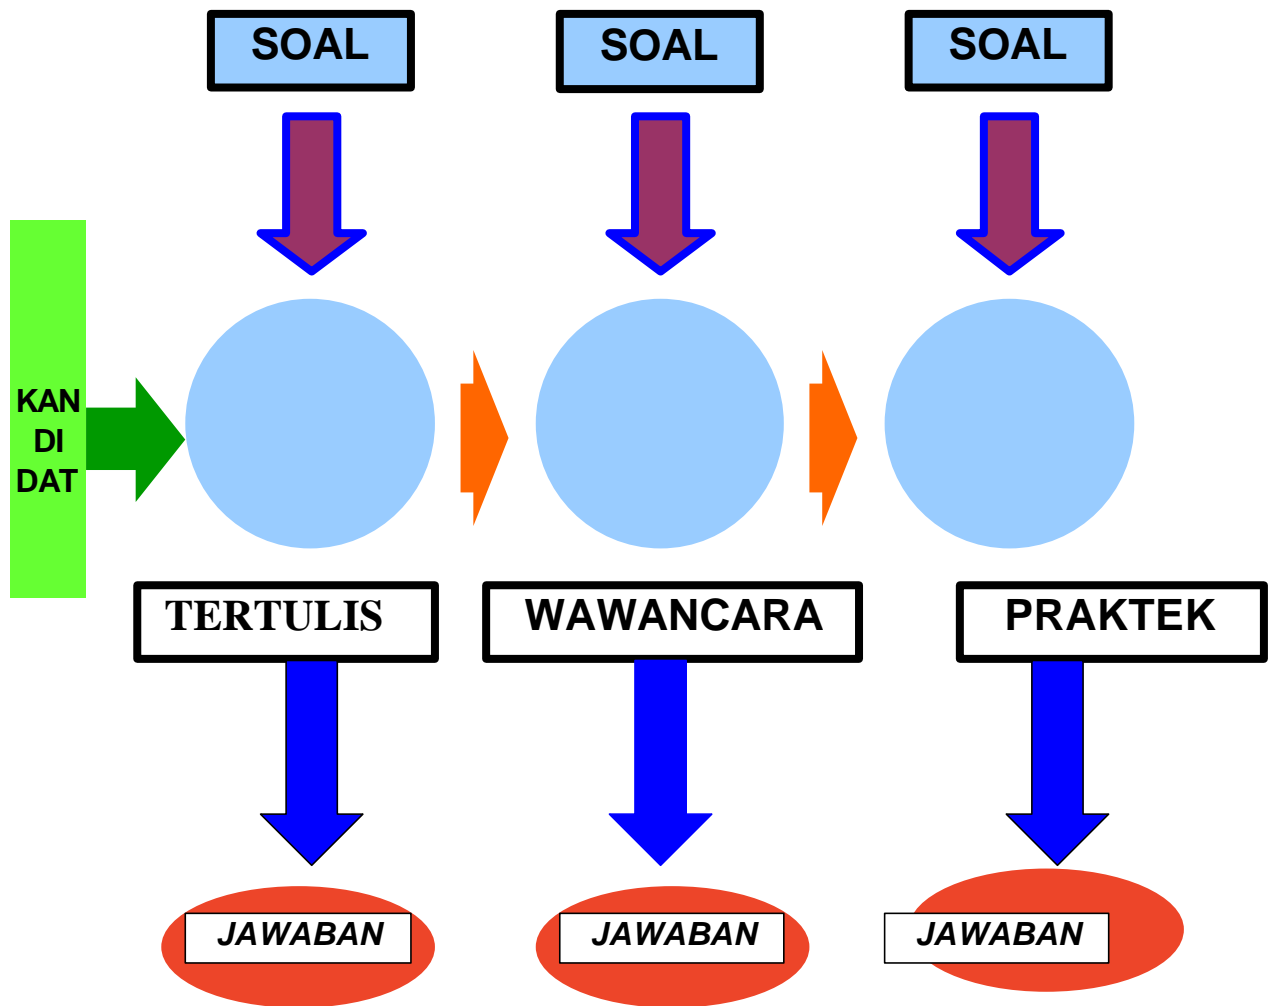 SOAL
SOAL
SOAL
KAN
DI
DAT
TERTULIS
WAWANCARA
PRAKTEK
JAWABAN
JAWABAN
JAWABAN